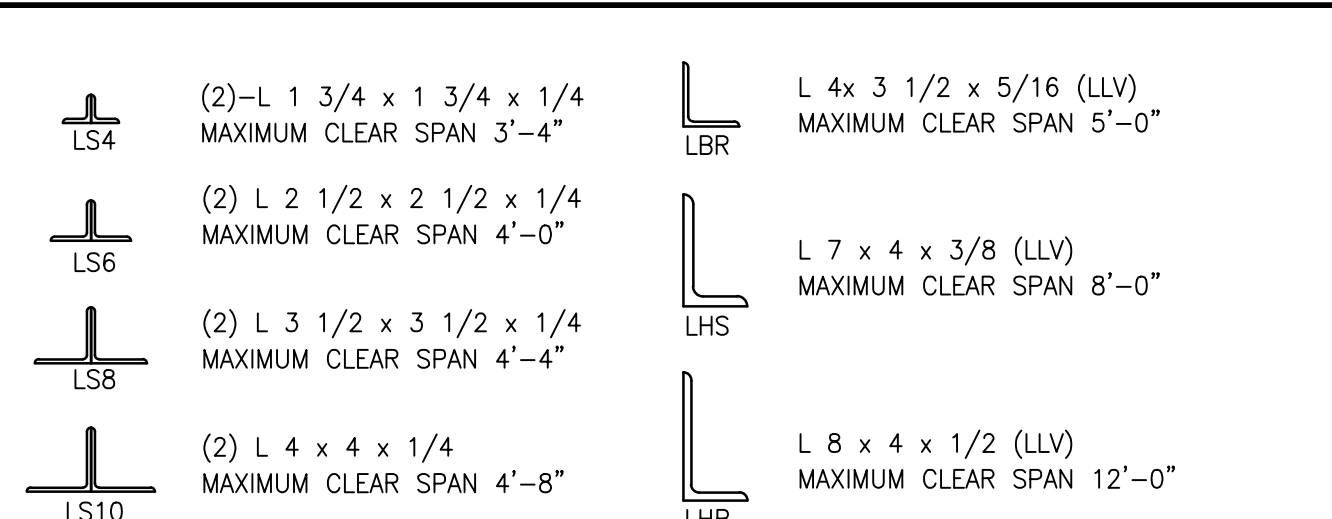 (2)-L 1 3/4 x 1 3/4 x 1/4
MAXIMUM CLEAR SPAN 3'-4"
LS4
(2) L 2 1/2 x 2 1/2 x 1/4
MAXIMUM CLEAR SPAN 4'-0"
LS6
(2) L 3 1/2 x 3 1/2 x 1/4
MAXIMUM CLEAR SPAN 4'-4"
LS8
(2) L 4 x 4 x 1/4
MAXIMUM CLEAR SPAN 4'-8"
LS10
L 4x 3 1/2 x 5/16 (LLV)
MAXIMUM CLEAR SPAN 5'-0"
LBR
L 7 x 4 x 3/8 (LLV)
MAXIMUM CLEAR SPAN 8'-0"
LHS
L 8 x 4 x 1/2 (LLV)
MAXIMUM CLEAR SPAN 12'-0"